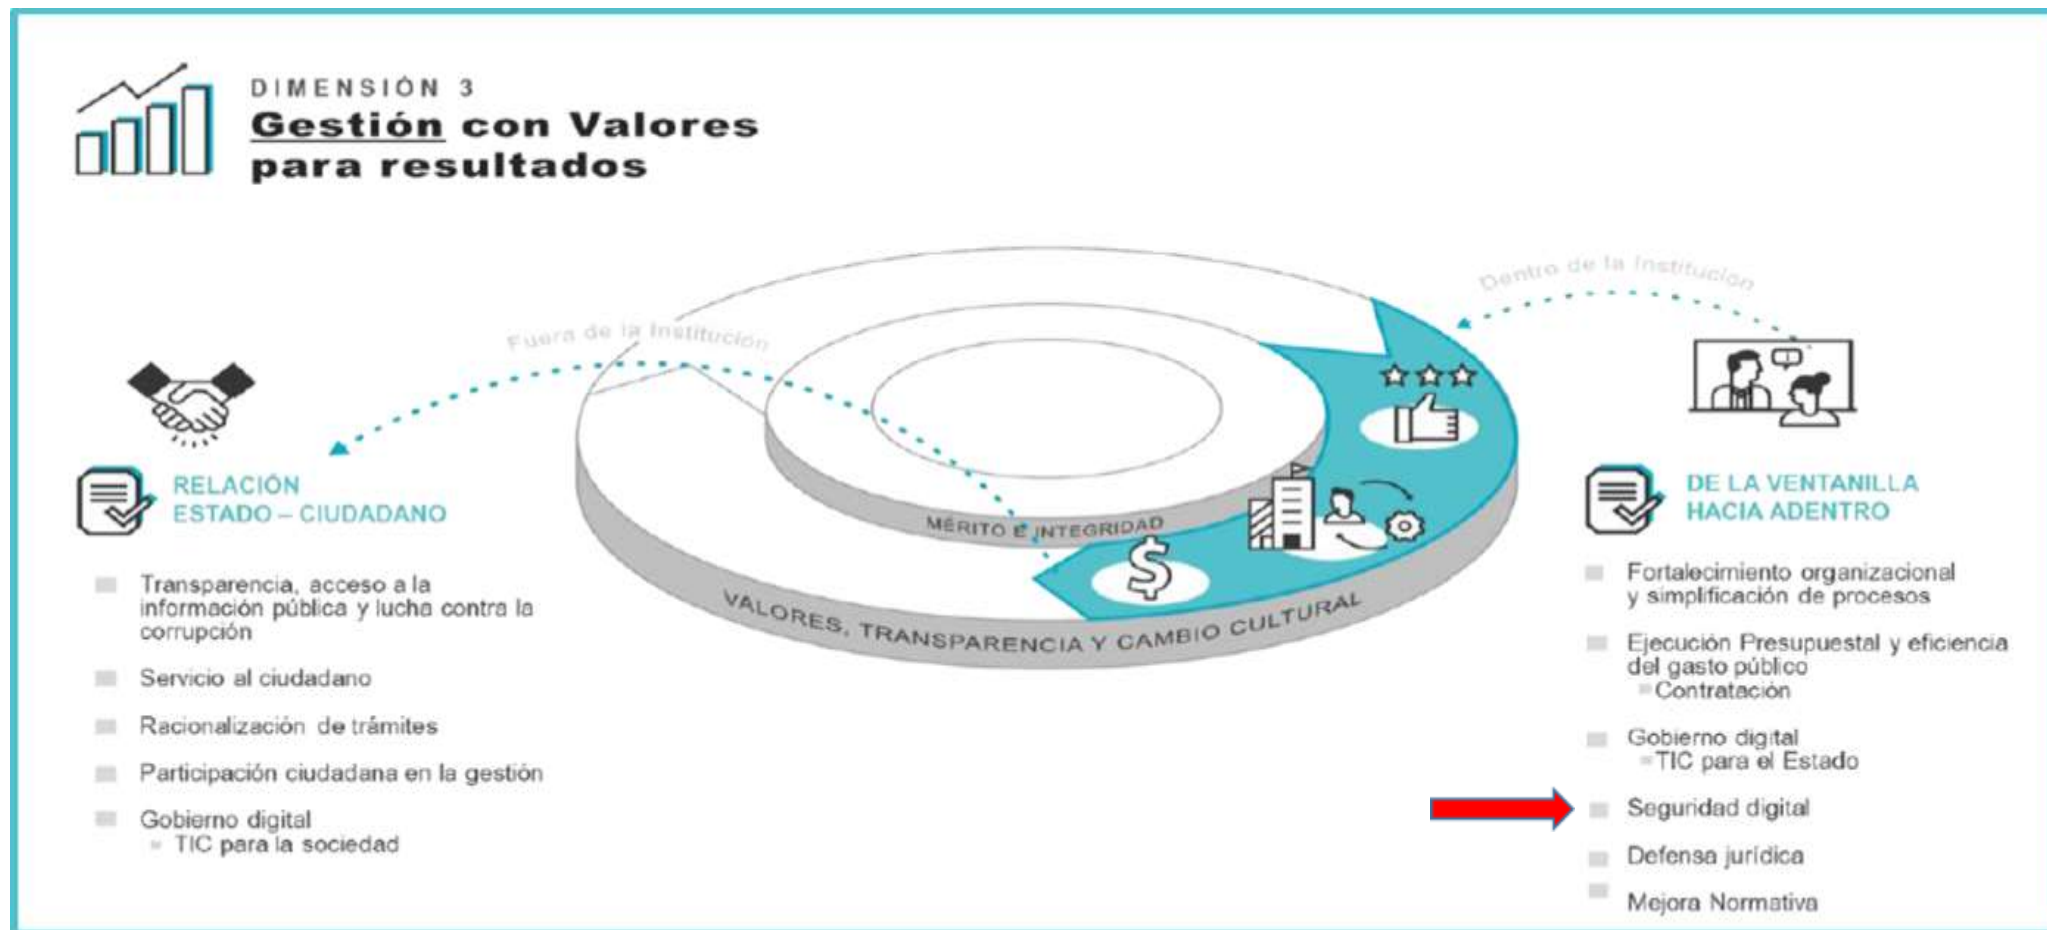 DIMENSIÓN 3
Gestión con Valores
para resultados
Fuera de la Institución
Dentro de la Institución
MÉRITO E INTEGRIDAD
VALORES, TRANSPARENCIA Y CAMBIO CULTURAL
RELACIÓN
ESTADO – CIUDADANO
Transparencia, acceso a la
información pública y lucha contra la
corrupción
Servicio al ciudadano
Racionalización de trámites
Participación ciudadana en la gestión
Gobierno digital
TIC para la sociedad
DE LA VENTANILLA
HACIA ADENTRO
Fortalecimiento organizacional
y simplificación de procesos
Ejecución Presupuestal y eficiencia
del gasto público
Contratación
Gobierno digital
TIC para el Estado
Seguridad digital
Defensa jurídica
Mejora Normativa